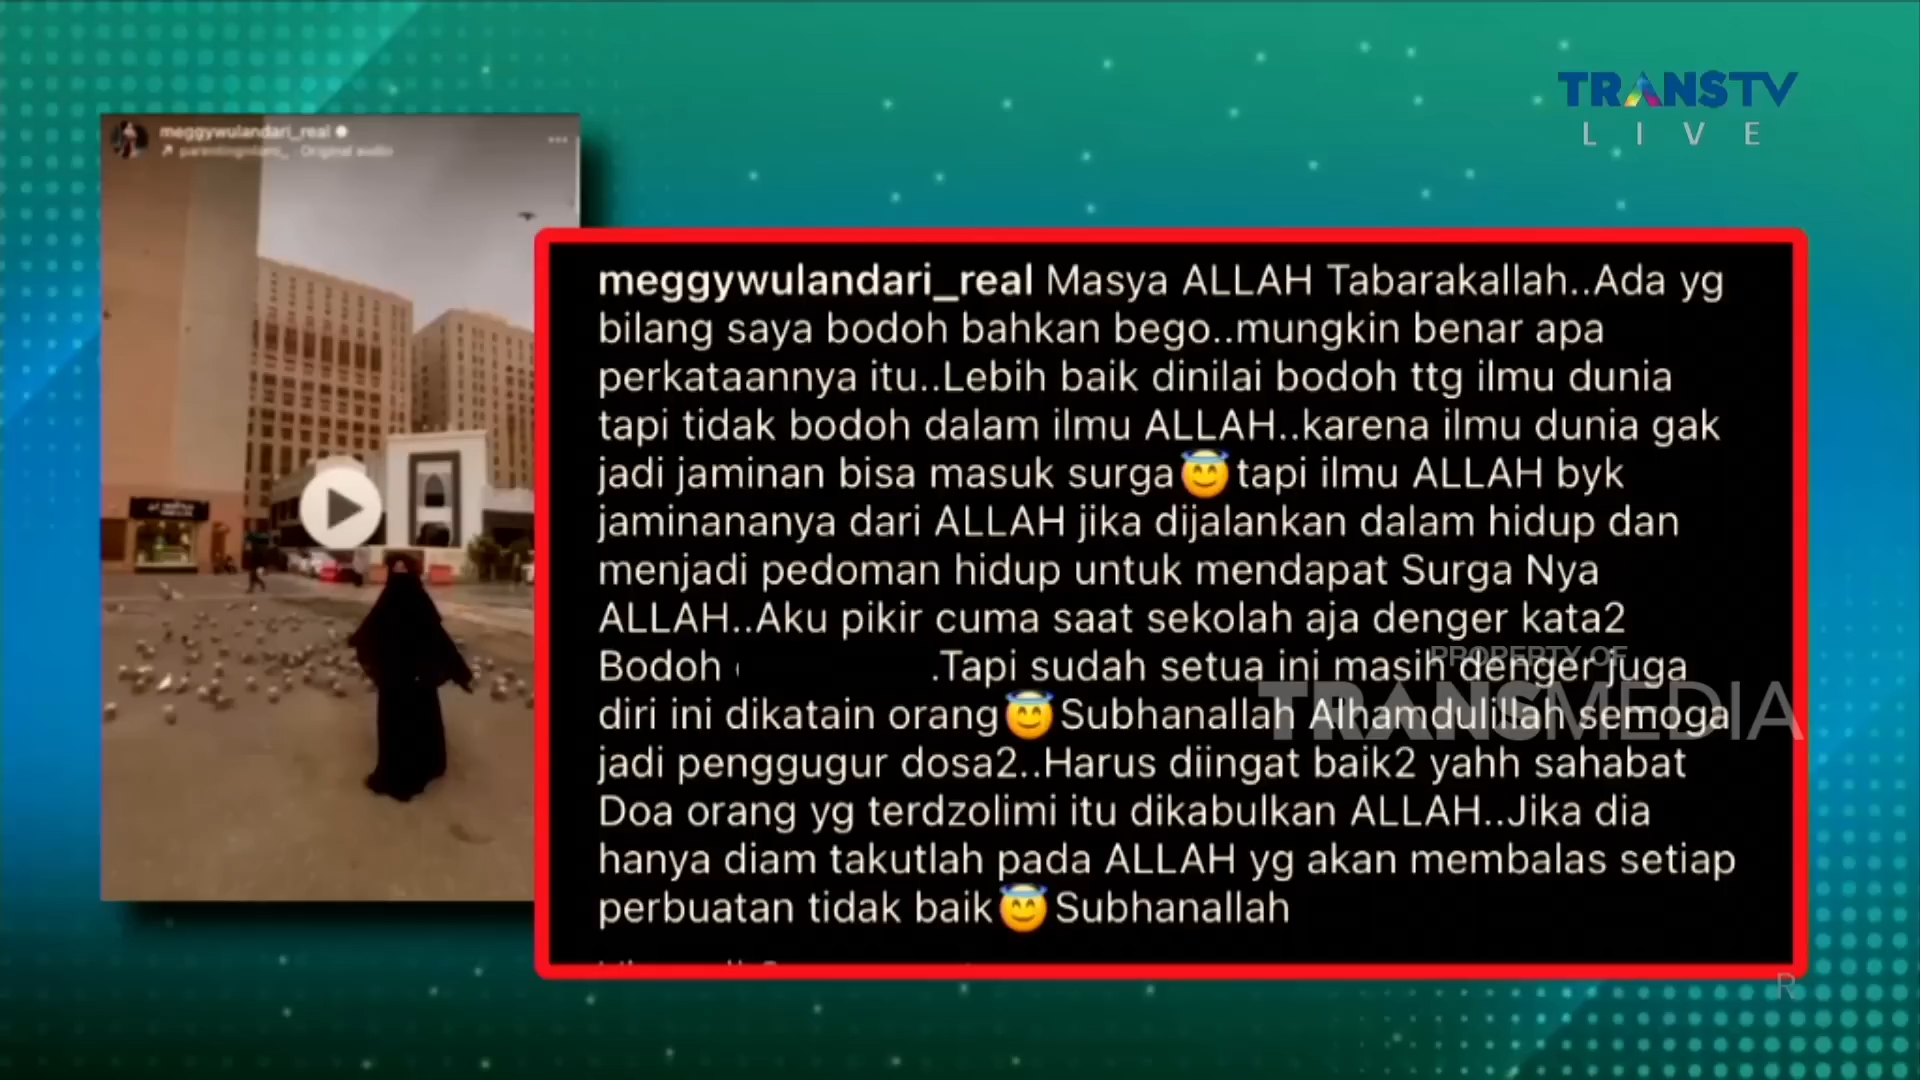 TRANSTV
LIVE
meggywulandari_real
Original audio
meggywulandari_real Masya ALLAH Tabarakallah..Ada yg
bilang saya bodoh bahkan bego..mungkin benar apa
perkataannya itu..Lebih baik dinilai bodoh ttg ilmu dunia
tapi tidak bodoh dalam ilmu ALLAH..karena ilmu dunia gak
jadi jaminan bisa masuk surga😇tapi ilmu ALLAH byk
jaminananya dari ALLAH jika dijalankan dalam hidup dan
menjadi pedoman hidup untuk mendapat Surga Nya
ALLAH..Aku pikir cuma saat sekolah aja denger kata2
Bodoh .Tapi sudah setua ini masih denger juga
diri ini dikatain orang😇Subhanallah Alhamdulillah semoga
jadi penggugur dosa2..Harus diingat baik2 yahh sahabat
Doa orang yg terdzolimi itu dikabulkan ALLAH..Jika dia
hanya diam takutlah pada ALLAH yg akan membalas setiap
perbuatan tidak baik😇Subhanallah
PROPERTY OF
TRANSMEDIA
R